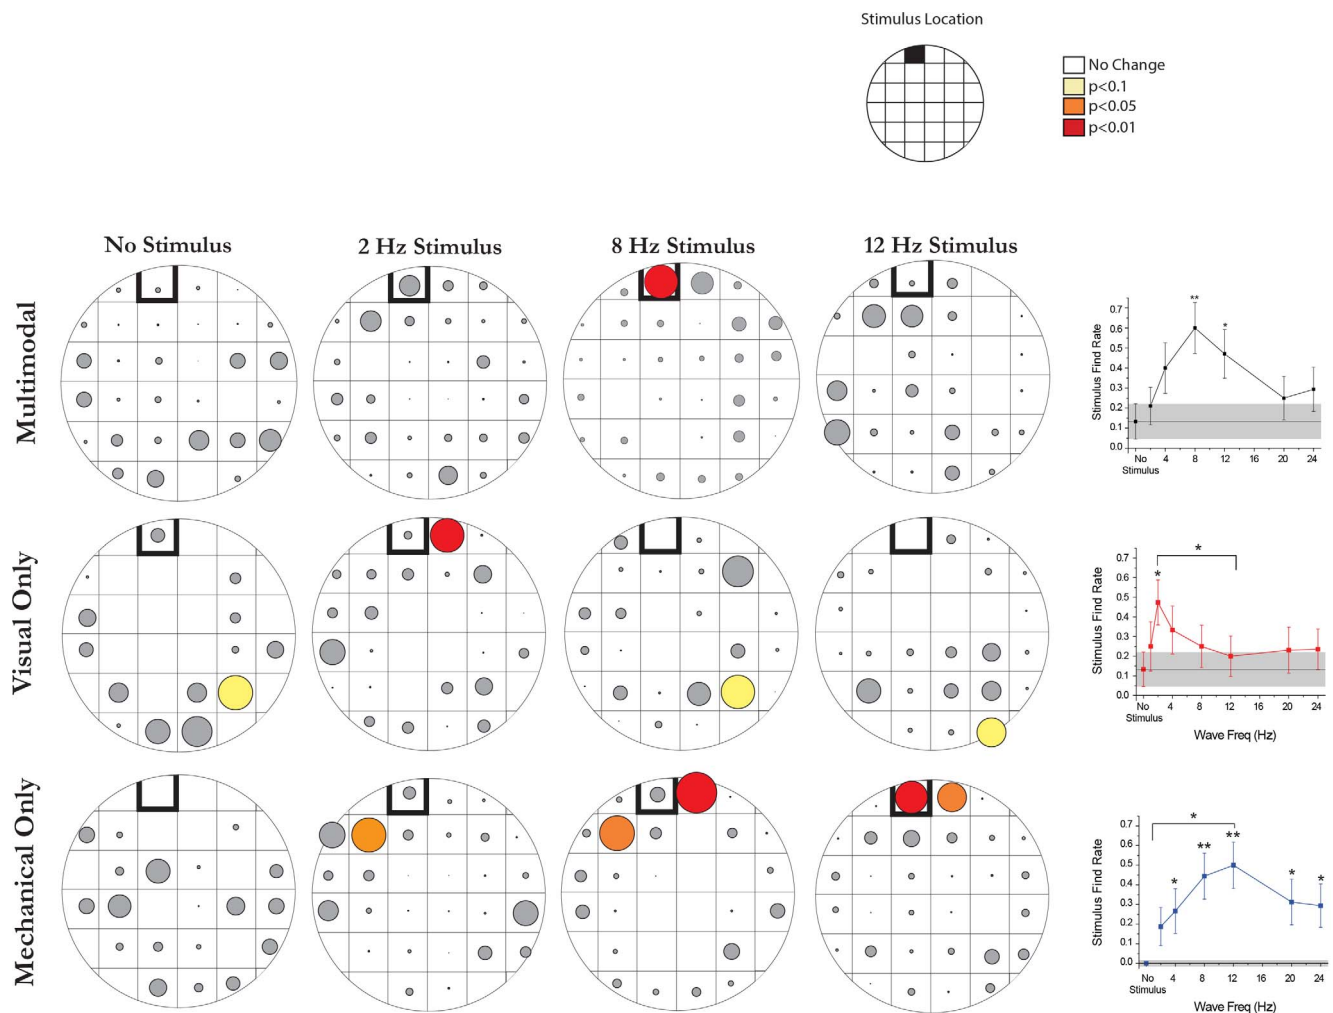 Stimulus Location
No Change
p<0.1
p<0.05
p<0.01
No Stimulus
2 Hz Stimulus
8 Hz Stimulus
12 Hz Stimulus
Multimodal
Stimulus Find Rate
0.7
0.6
0.5
0.4
0.3
0.2
0.1
0.0
**
*
No
Stimulus
4
8
12
20
24
Visual Only
Stimulus Find Rate
0.7
0.6
0.5
0.4
0.3
0.2
0.1
0.0
*
*
No
Stimulus
4
8
12
16
20
24
Wave Freq (Hz)
Mechanical Only
Stimulus Find Rate
0.7
0.6
0.5
0.4
0.3
0.2
0.1
0.0
*
*
**
**
*
*
No
Stimulus
4
8
12
20
24
Wave Freq (Hz)